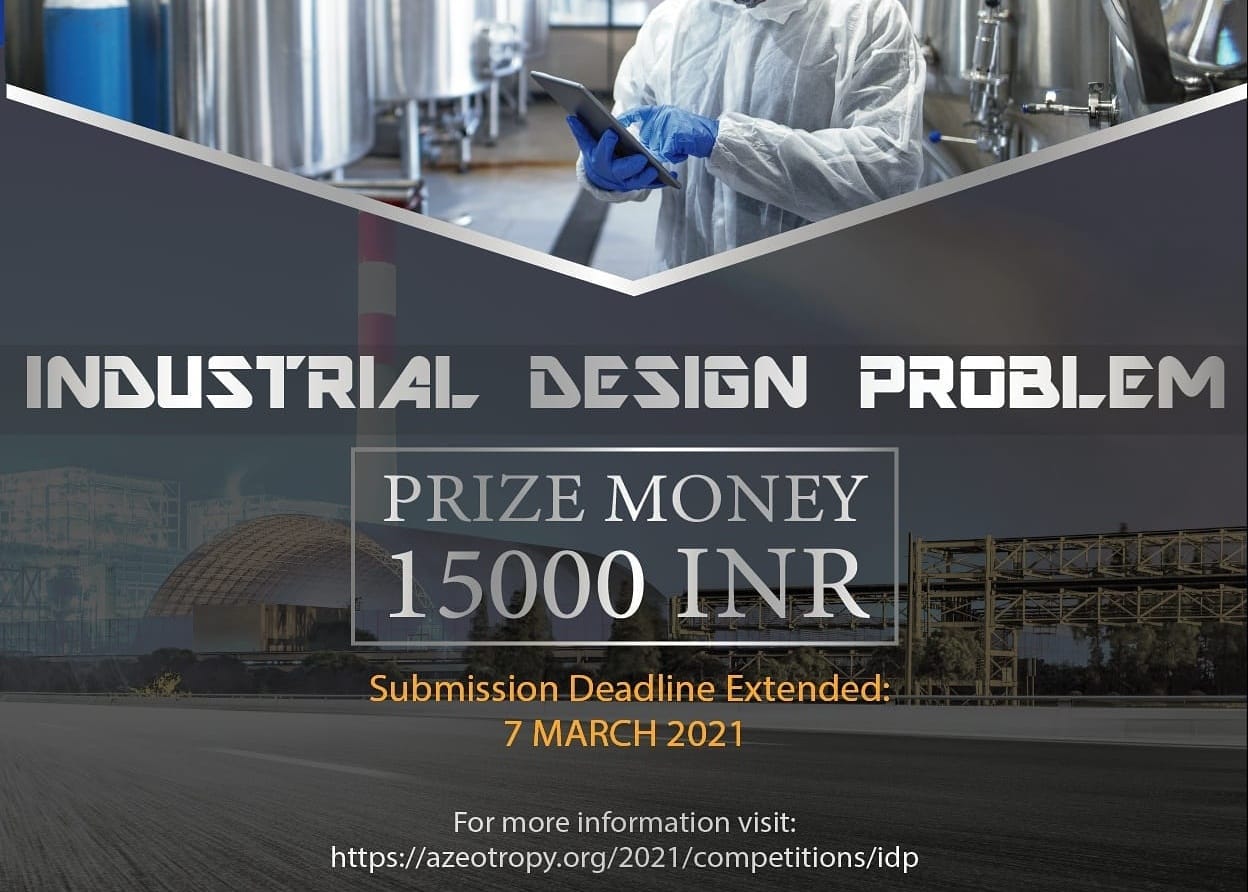 INDUSTRIAL DESIGN PROBLEM
PRIZE MONEY
15000 INR
Submission Deadline Extended:
7 MARCH 2021
For more information visit:
https://azeotropy.org/2021/competitions/idp